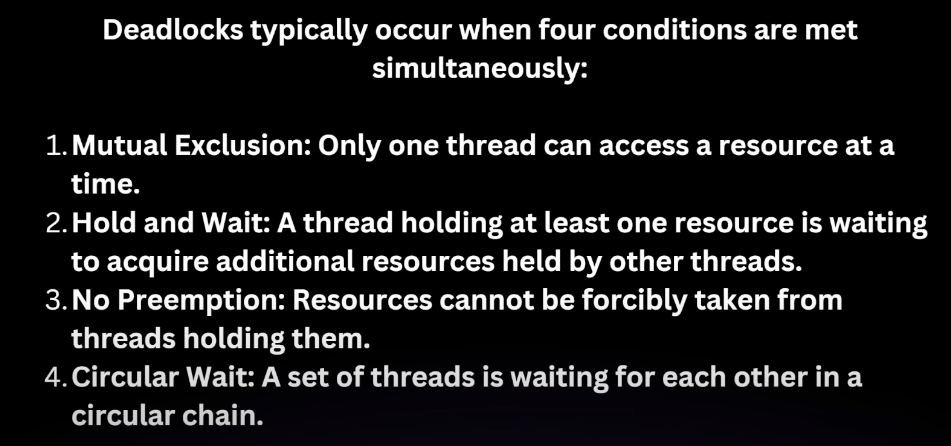 Deadlocks typically occur when four conditions are met
simultaneously:
1. Mutual Exclusion: Only one thread can access a resource at a
time.
2. Hold and Wait: A thread holding at least one resource is waiting
to acquire additional resources held by other threads.
3. No Preemption: Resources cannot be forcibly taken from
threads holding them.
4. Circular Wait: A set of threads is waiting for each other in a
circular chain.